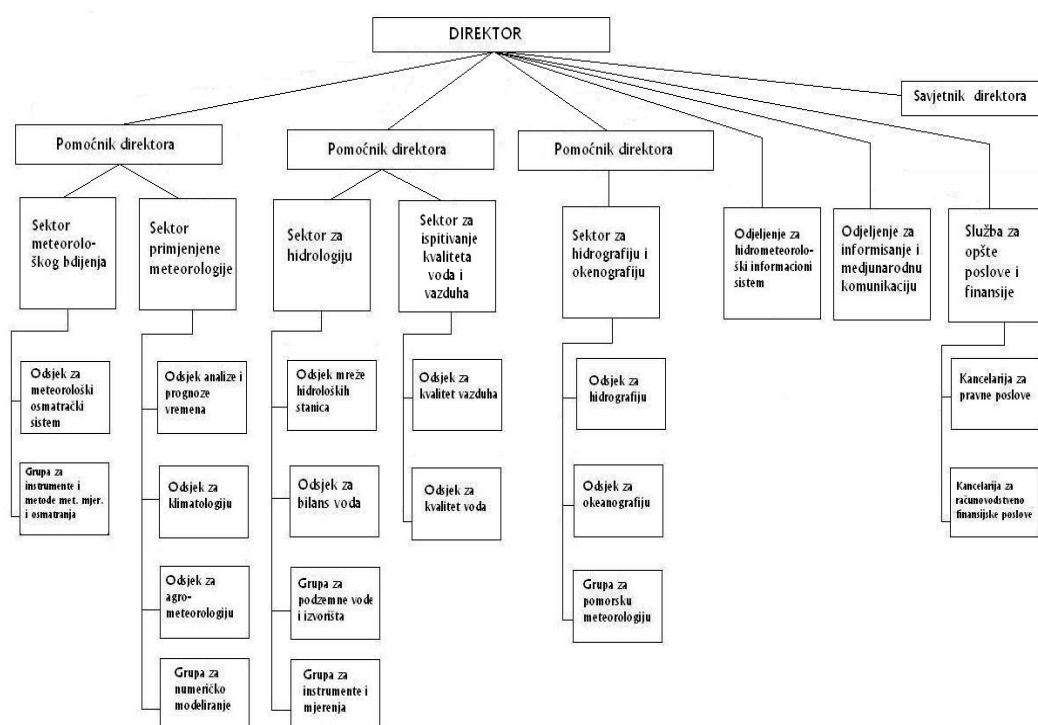 DIREKTOR
Savjetnik direktora
Pomoćnik direktora
Pomoćnik direktora
Pomoćnik direktora
Sektor
meteorolo-
škog bdijenja
Sektor
primjenjene
meteorologije
Sektor za
hidrologiju
Sektor za
ispitivanje
kvaliteta
voda i
vazduha
Sektor za
hidrografiju i
okenografiju
Odjeljenje za
hidrometeorolo-
ški informacioni
sistem
Odjeljenje za
informisanje i
medjunarodnu
komunikaciju
Služba za
opšte
poslove i
finansije
Odsjek za
meteorološki
osmatrački
sistem
Grupa za
instrumente i
metode met. mjer.
i osmatranja
Odsjek analize i
prognoze
vremena
Odsjek za
klimatologiju
Odsjek za
agro-
meteorologiju
Grupa za
numeričko
modeliranje
Odsjek mreže
hidroloških
stanica
Odsjek za
bilans voda
Grupa za
podzemne vode
i izvorišta
Grupa za
instrumente i
mjerenja
Odsjek za
kvalitet vazduha
Odsjek za
kvalitet voda
Odsjek za
hidrografiju
Odsjek za
okeanografiju
Grupa za
pomorsku
meteorologiju
Kancelarija za
pravne poslove
Kancelarija za
računovodstveno
finansijske poslove